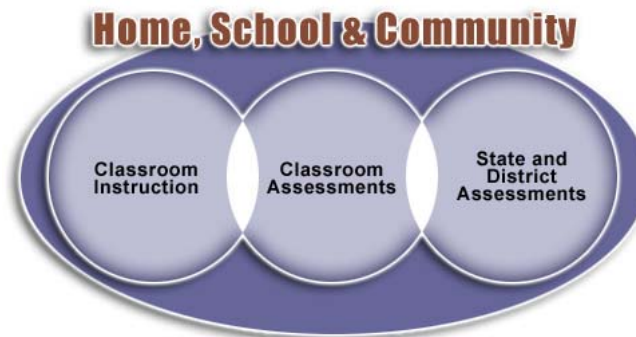 Home, School & Community
Classroom
Instruction
Classroom
Assessments
State and
District
Assessments